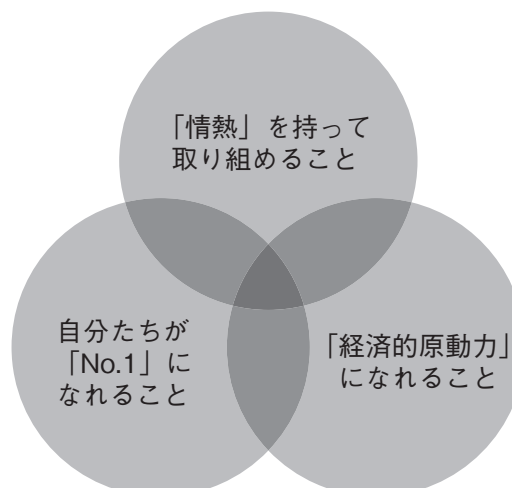 「情熱」を持って
取り組めること
自分たちが
「No.1」に
なれること
「経済的原動力」
になれること